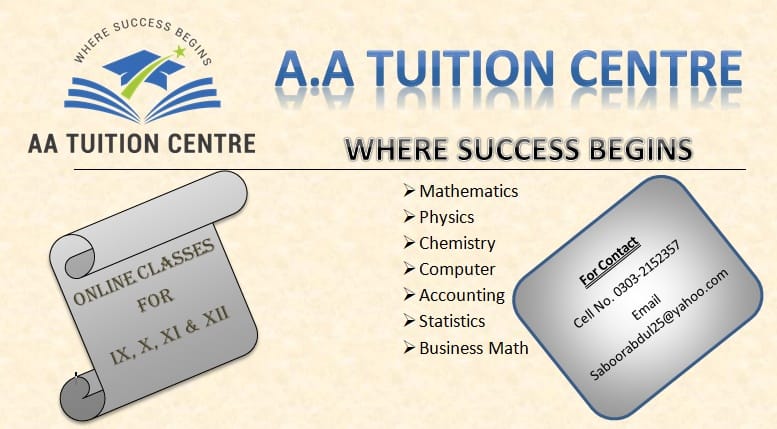 WHERE SUCCESS BEGINS
AA TUITION CENTRE
A.A TUITION CENTRE
WHERE SUCCESS BEGINS
ONLINE CLASSES
FOR
IX, X, XI & XII
Mathematics
Physics
Chemistry
Computer
Accounting
Statistics
Business Math
For Contact
Cell No. 0303-2152357
Email
Saboorabdul25@yahoo.com